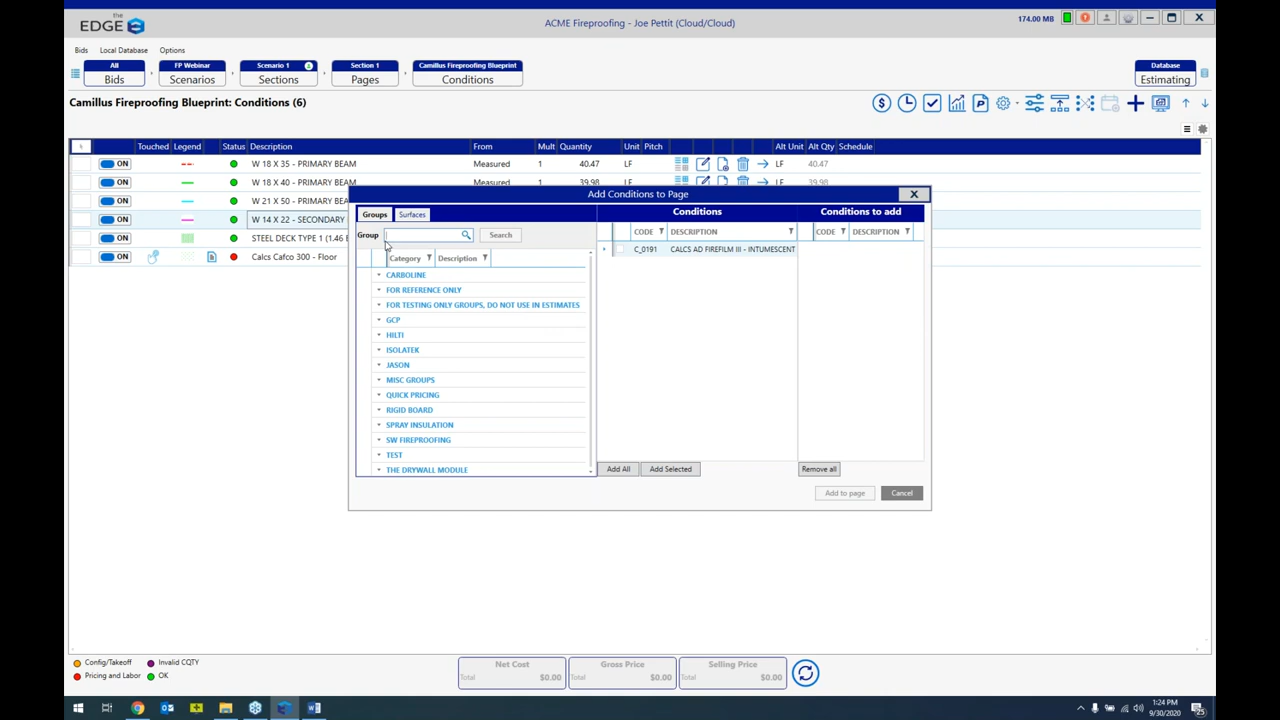 the
EDGE
ACME Fireproofing - Joe Pettit (Cloud/Cloud)
174.00 MB
Bids Local Database Options
All
Bids
FP Webinar
Scenarios
Scenario 1
Sections
Section 1
Pages
Camillus Fireproofing Blueprint
Conditions
Database
Estimating
Camillus Fireproofing Blueprint: Conditions (6)
Touched Legend Status Description From Mult Quantity Unit Pitch Alt Unit Alt Qty Schedule
ON W 18 X 35 - PRIMARY BEAM Measured 1 40.47 LF LF 40.47
ON W 18 X 40 - PRIMARY BEAM Measured 1 39.98 LF LF 39.98
ON W 21 X 50 - PRIMARY BEAM
ON W 14 X 22 - SECONDARY
ON STEEL DECK TYPE 1 (1.46
ON Calcs Cafco 300 - Floor
Add Conditions to Page
Groups Surfaces
Group Search
Category Description
CARBOLINE
FOR REFERENCE ONLY
FOR TESTING ONLY GROUPS, DO NOT USE IN ESTIMATES
GCP
HILTI
ISOLATEK
JASON
MISC GROUPS
QUICK PRICING
RIGID BOARD
SPRAY INSULATION
SW FIREPROOFING
TEST
THE DRYWALL MODULE
Conditions
CODE DESCRIPTION
C_0191 CALCS AD FIREFILM III - INTUMESCENT
Add All Add Selected
Conditions to add
CODE DESCRIPTION
Remove all
Add to page Cancel
Config/Takeoff Invalid CQTY
Pricing and Labor OK
Net Cost
Total $0.00
Gross Price
Total $0.00
Selling Price
Total $0.00
1:24 PM
9/30/2020
25